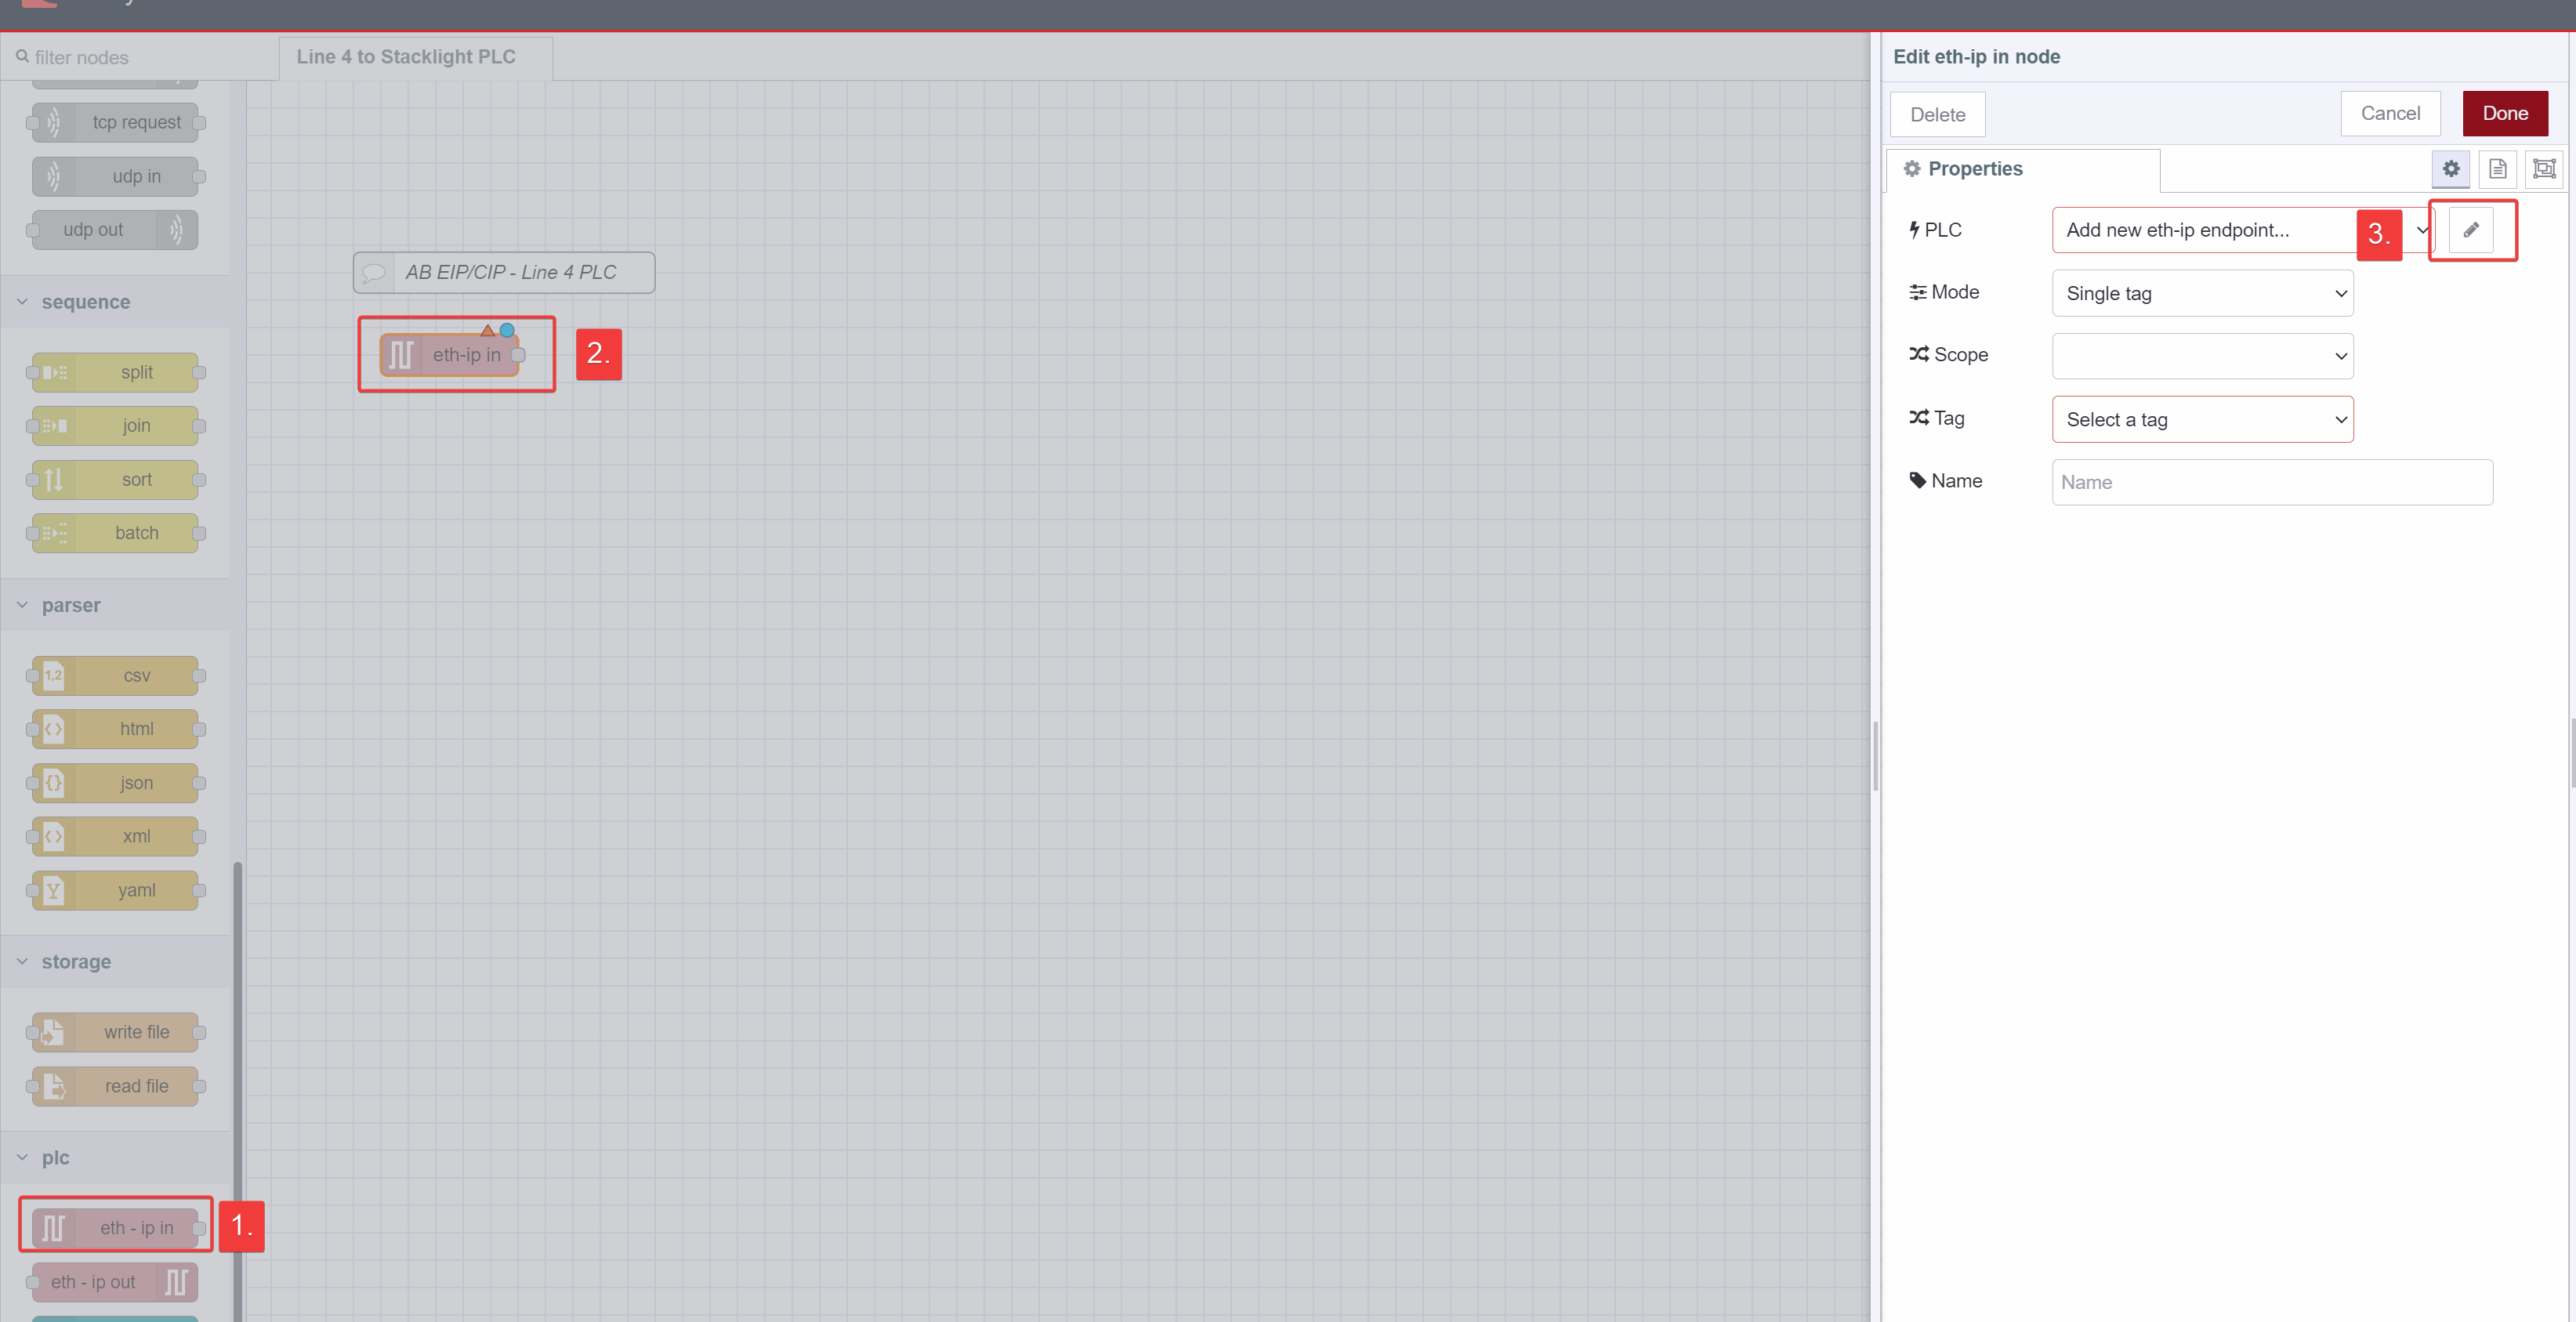 filter nodes
Line 4 to Stacklight PLC
tcp request
udp in
udp out
sequence
split
join
sort
batch
parser
1,2 csv
html
json
xml
Y yaml
storage
write file
read file
plc
eth - ip in
1.
eth - ip out
AB EIP/CIP - Line 4 PLC
eth-ip in
2.
Edit eth-ip in node
Delete
Cancel
Done
Properties
PLC
Add new eth-ip endpoint...
3.
Mode
Single tag
Scope
Tag
Select a tag
Name
Name